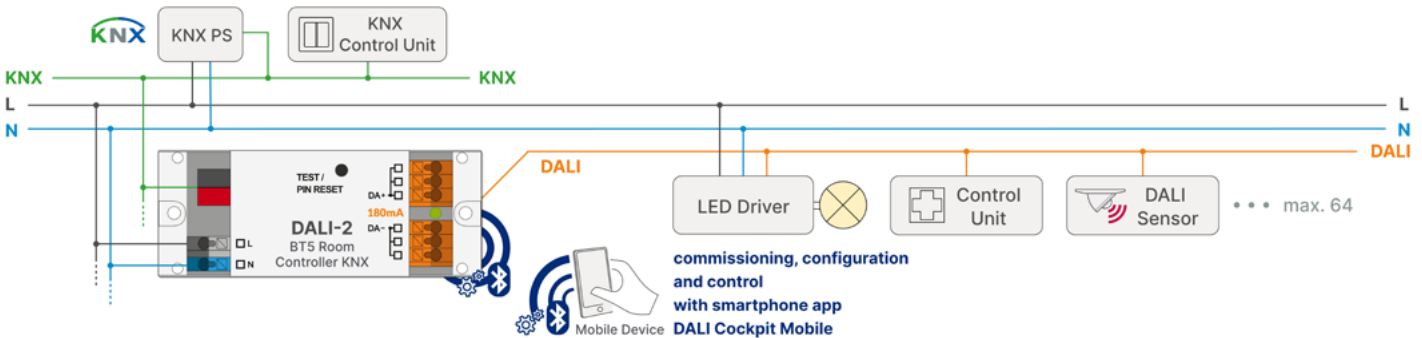 KNX
KNX PS
KNX
Control Unit
KNX
KNX
L
L
N
N
DALI
DALI
TEST /
PIN RESET
DA+
180mA
DA-
DALI-2
BT5 Room
Controller KNX
L
N
LED Driver
Control
Unit
DALI
Sensor
••• max. 64
Mobile Device
commissioning, configuration
and control
with smartphone app
DALI Cockpit Mobile